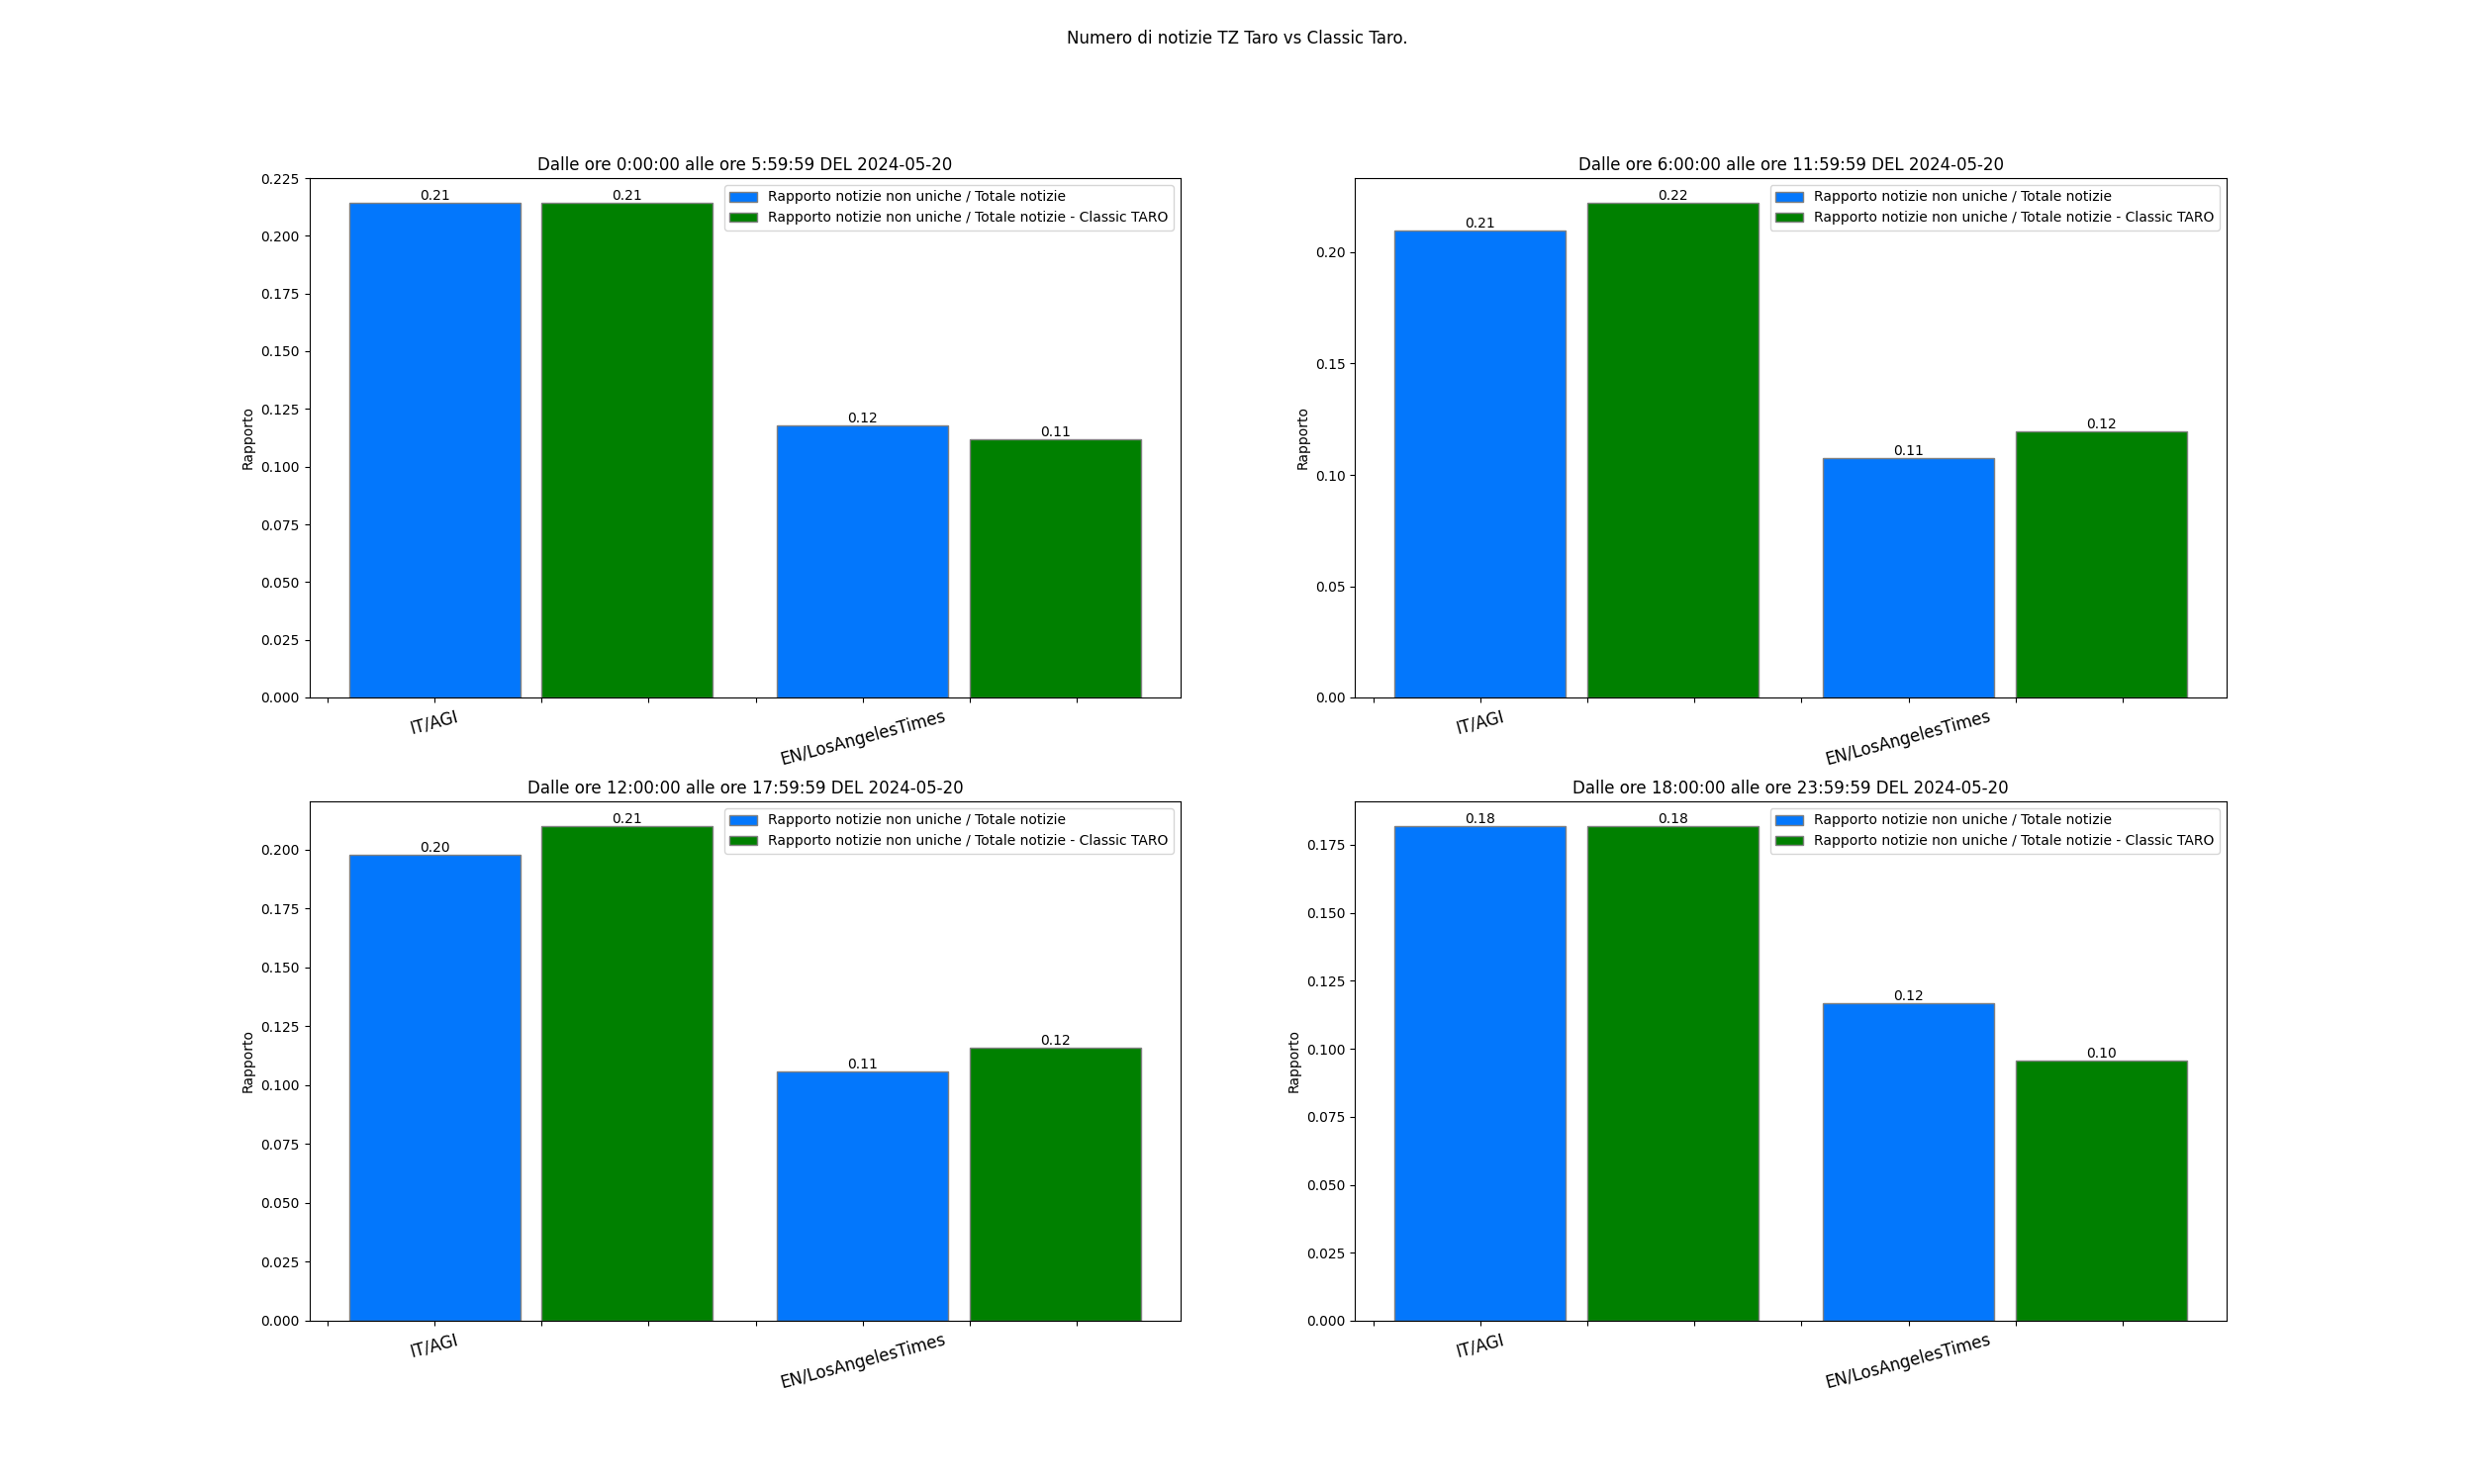 Numero di notizie TZ Taro vs Classic Taro.
Dalle ore 0:00:00 alle ore 5:59:59 DEL 2024-05-20
Rapporto notizie non uniche / Totale notizie
Rapporto notizie non uniche / Totale notizie - Classic TARO
0.225
0.200
0.175
0.150
0.125
0.100
0.075
0.050
0.025
0.000
Rapporto
0.21
0.21
0.12
0.11
IT/AGI
EN/LosAngelesTimes
Dalle ore 6:00:00 alle ore 11:59:59 DEL 2024-05-20
Rapporto notizie non uniche / Totale notizie
Rapporto notizie non uniche / Totale notizie - Classic TARO
0.20
0.15
0.10
0.05
0.00
Rapporto
0.21
0.22
0.11
0.12
IT/AGI
EN/LosAngelesTimes
Dalle ore 12:00:00 alle ore 17:59:59 DEL 2024-05-20
Rapporto notizie non uniche / Totale notizie
Rapporto notizie non uniche / Totale notizie - Classic TARO
0.200
0.175
0.150
0.125
0.100
0.075
0.050
0.025
0.000
Rapporto
0.20
0.21
0.11
0.12
IT/AGI
EN/LosAngelesTimes
Dalle ore 18:00:00 alle ore 23:59:59 DEL 2024-05-20
Rapporto notizie non uniche / Totale notizie
Rapporto notizie non uniche / Totale notizie - Classic TARO
0.175
0.150
0.125
0.100
0.075
0.050
0.025
0.000
Rapporto
0.18
0.18
0.12
0.10
IT/AGI
EN/LosAngelesTimes